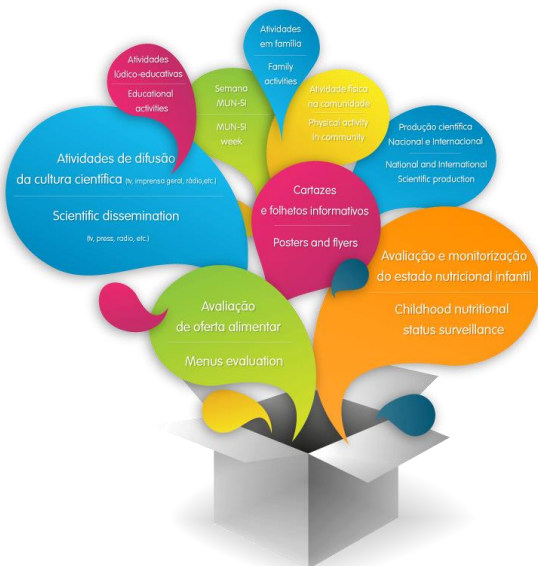 Atividades
em família
Family
activities
Atividades
lúdico-educativas
Educational
activities
Semana
MUN-SI
MUN-SI
week
Atividade física
na comunidade
Physical activity
in community
Produção científica
Nacional e Internacional
National and International
Scientific production
Atividades de difusão
da cultura científica (tv, imprensa geral, rádio,etc.)
Scientific dissemination
(tv, press, radio, etc.)
Cartazes
e folhetos informativos
Posters and flyers
Avaliação e monitorização
do estado nutricional infantil
Childhood nutritional
status surveillance
Avaliação
de oferta alimentar
Menus evaluation